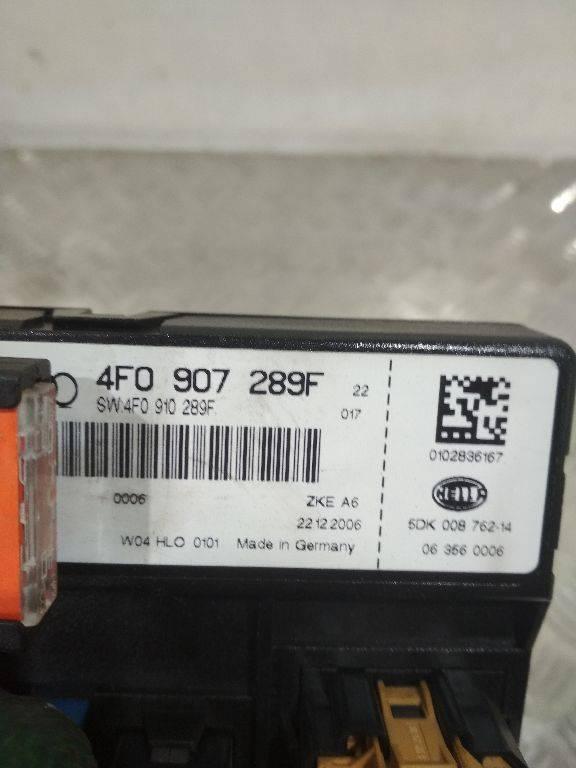 4F0 907 289F
22
SW:4F0 910 289F
017
0102836167
0006
ZKE A6
HELLA
22.12.2006
5DK 008 762-14
W04 HLO 0101 Made in Germany
06 356 0006